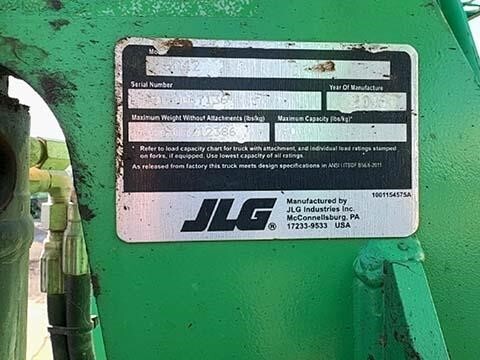 Serial Number
Year Of Manufacture
Maximum Weight Without Attachments (lbs/kg)
Maximum Capacity (lbs/kg)*
12386
* Refer to load capacity chart for truck with attachment, and individual load ratings stamped
on forks, if equipped. Use lowest capacity of all ratings.
As released from factory this truck meets design specifications in ANSI / ITSDF B56.6-2011
1001154575A
JLG®
Manufactured by
JLG Industries Inc.
McConnellsburg, PA
17233-9533 USA